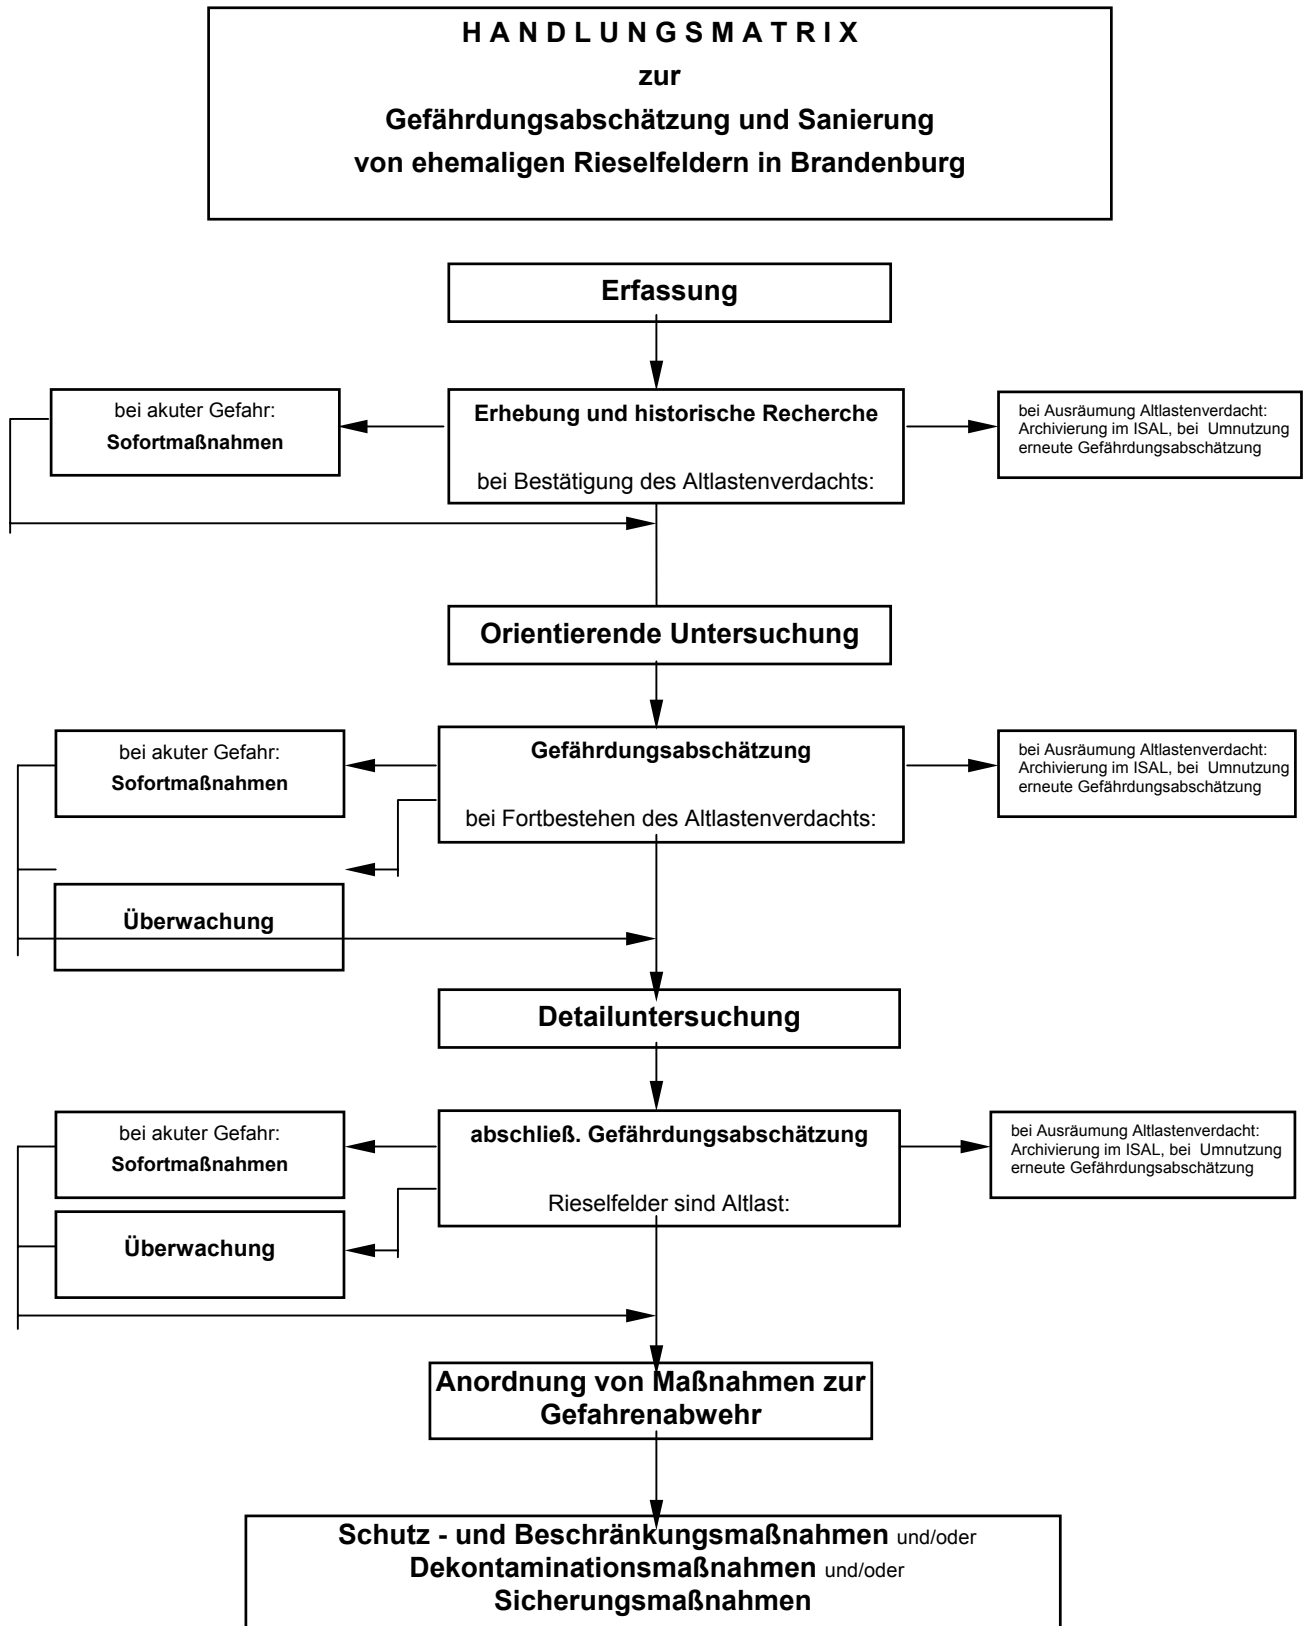 H A N D L U N G S M A T R I X
zur
Gefährdungsabschätzung und Sanierung
von ehemaligen Rieselfeldern in Brandenburg
Erfassung
bei akuter Gefahr:
Sofortmaßnahmen
Erhebung und historische Recherche
bei Bestätigung des Altlastenverdachts:
bei Ausräumung Altlastenverdacht:
Archivierung im ISAL, bei Umnutzung
erneute Gefährdungsabschätzung
Orientierende Untersuchung
bei akuter Gefahr:
Sofortmaßnahmen
Gefährdungsabschätzung
bei Fortbestehen des Altlastenverdachts:
bei Ausräumung Altlastenverdacht:
Archivierung im ISAL, bei Umnutzung
erneute Gefährdungsabschätzung
Überwachung
Detailuntersuchung
bei akuter Gefahr:
Sofortmaßnahmen
abschließ. Gefährdungsabschätzung
Rieselfelder sind Altlast:
bei Ausräumung Altlastenverdacht:
Archivierung im ISAL, bei Umnutzung
erneute Gefährdungsabschätzung
Überwachung
Anordnung von Maßnahmen zur
Gefahrenabwehr
Schutz - und Beschränkungsmaßnahmen und/oder
Dekontaminationsmaßnahmen und/oder
Sicherungsmaßnahmen